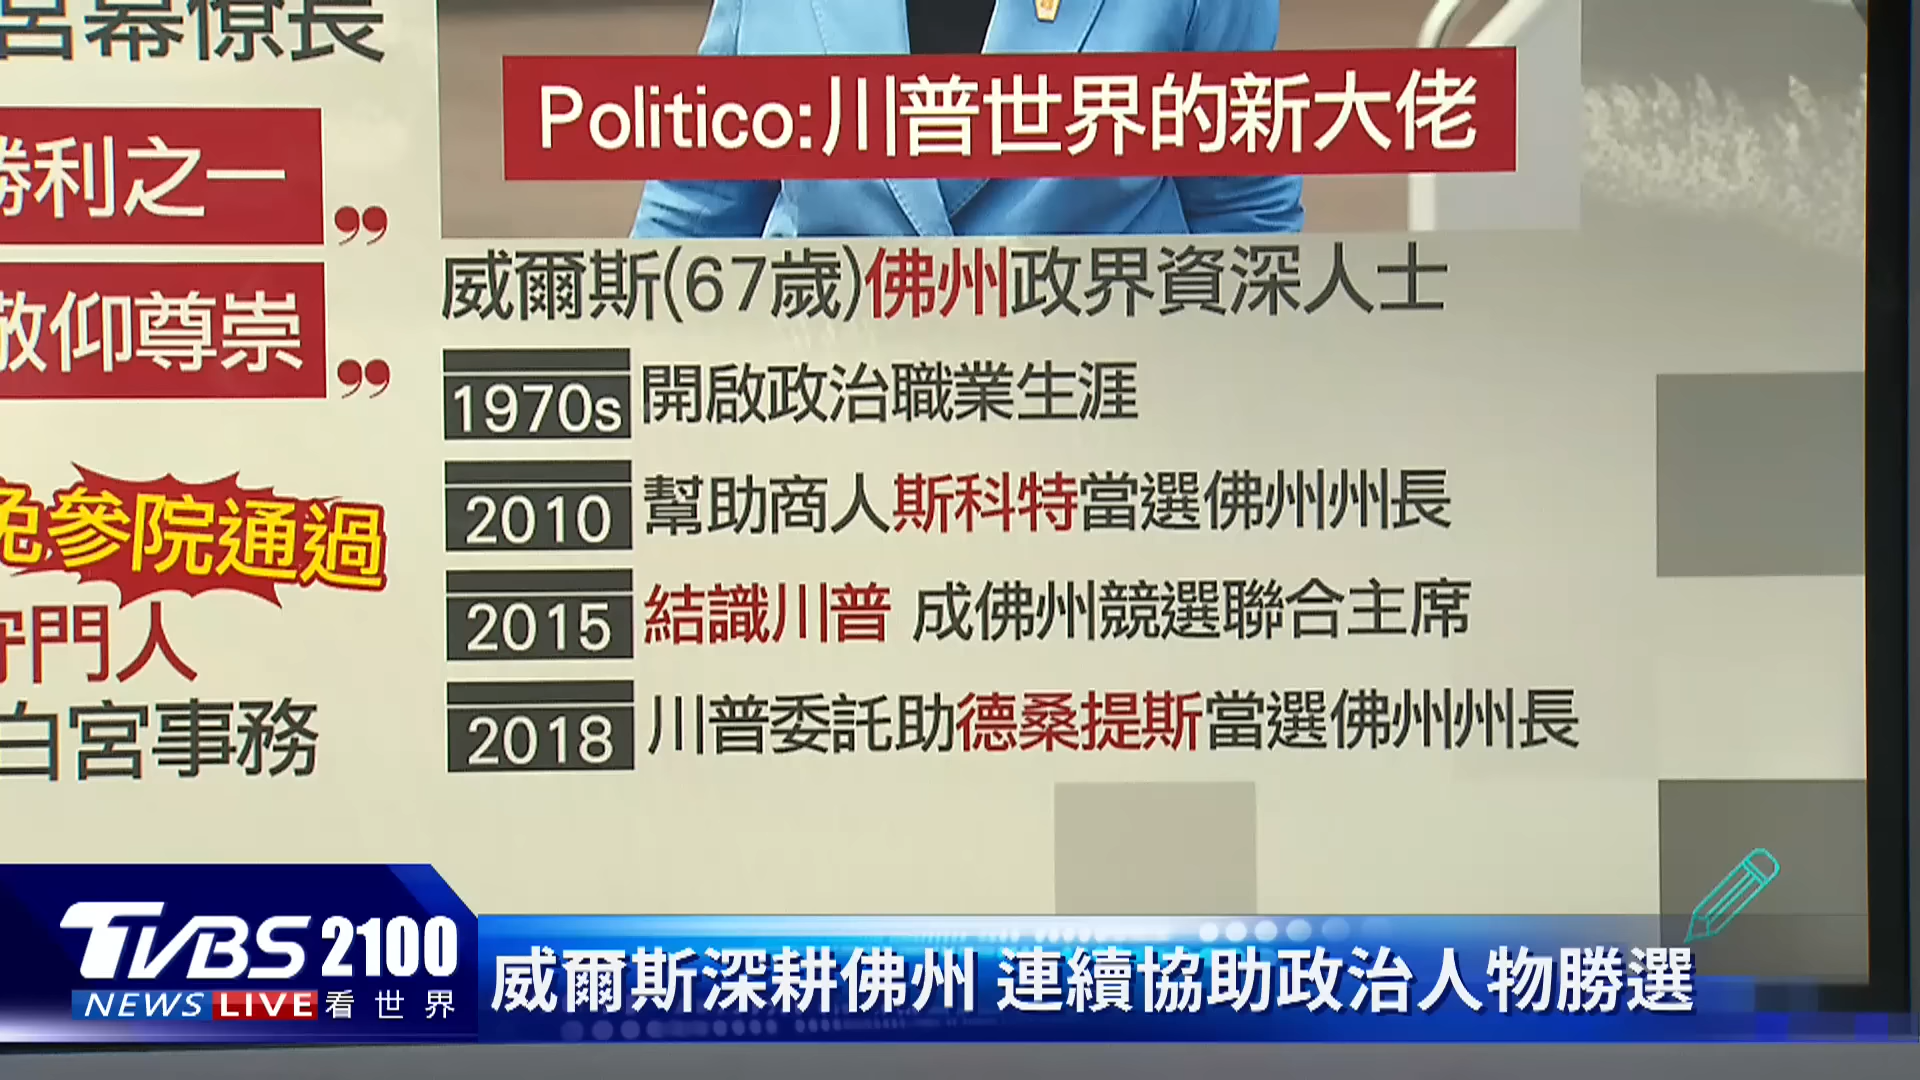 宮幕僚長
勝利之一
”
敬仰尊崇
”
免參院通過
守門人
白宮事務
Politico:川普世界的新大佬
威爾斯(67歲)佛州政界資深人士
1970s 開啟政治職業生涯
2010 幫助商人斯科特當選佛州州長
2015 結識川普 成佛州競選聯合主席
2018 川普委託助德桑提斯當選佛州州長
TVBS 2100
NEWS LIVE 看世界
威爾斯深耕佛州 連續協助政治人物勝選